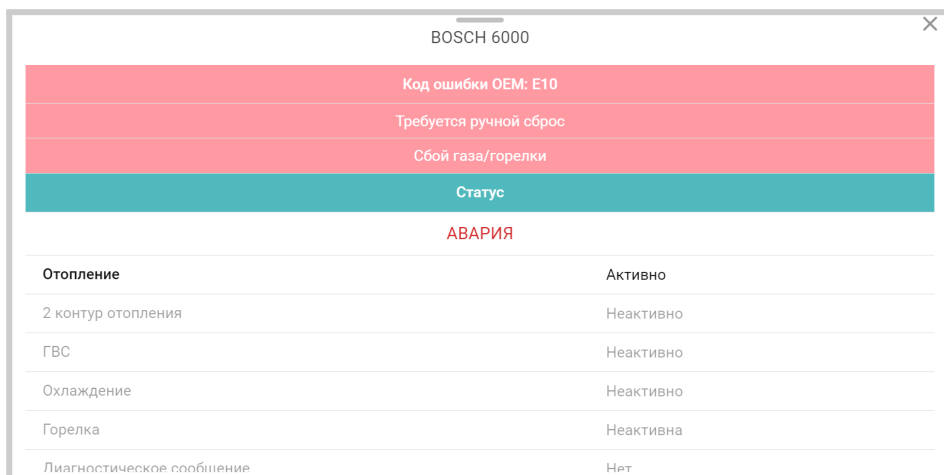 BOSCH 6000
Код ошибки OEM: E10
Требуется ручной сброс
Сбой газа/горелки
Статус
АВАРИЯ
Отопление Активно
2 контур отопления Неактивно
ГВС Неактивно
Охлаждение Неактивно
Горелка Неактивна
Диагностическое сообщение Нет